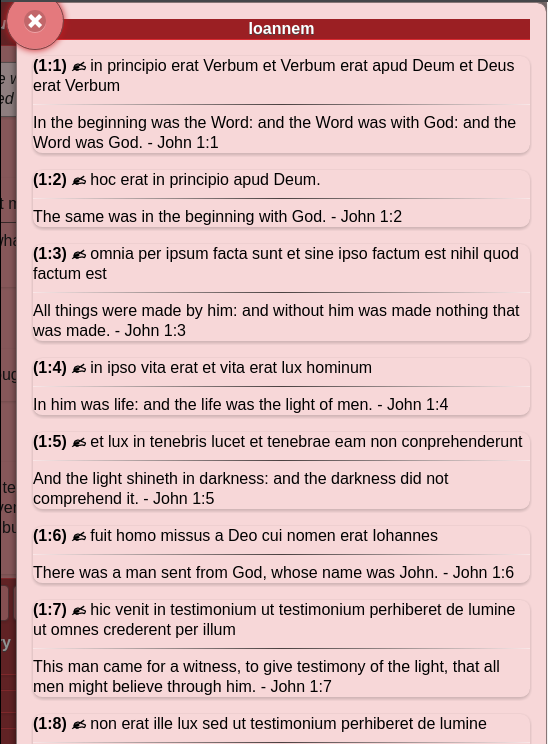 Ioannem
(1:1) in principio erat Verbum et Verbum erat apud Deum et Deus
erat Verbum
In the beginning was the Word: and the Word was with God: and the
Word was God. - John 1:1
(1:2) hoc erat in principio apud Deum.
The same was in the beginning with God. - John 1:2
(1:3) omnia per ipsum facta sunt et sine ipso factum est nihil quod
factum est
All things were made by him: and without him was made nothing that
was made. - John 1:3
(1:4) in ipso vita erat et vita erat lux hominum
In him was life: and the life was the light of men. - John 1:4
(1:5) et lux in tenebris lucet et tenebrae eam non conprehenderunt
And the light shineth in darkness: and the darkness did not
comprehend it. - John 1:5
(1:6) fuit homo missus a Deo cui nomen erat Iohannes
There was a man sent from God, whose name was John. - John 1:6
(1:7) hic venit in testimonium ut testimonium perhiberet de lumine
ut omnes crederent per illum
This man came for a witness, to give testimony of the light, that all
men might believe through him. - John 1:7
(1:8) non erat ille lux sed ut testimonium perhiberet de lumine